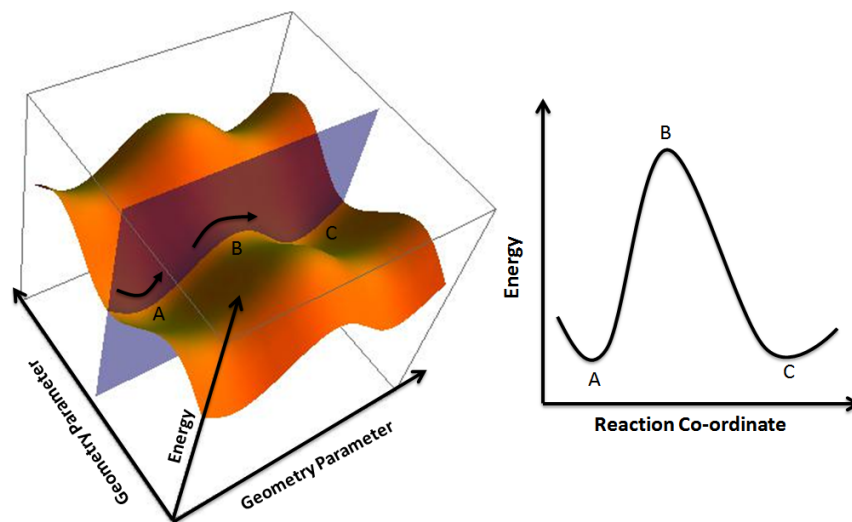 A
B
C
Geometry Parameter
Energy
Geometry Parameter
Energy
B
A
C
Reaction Co-ordinate